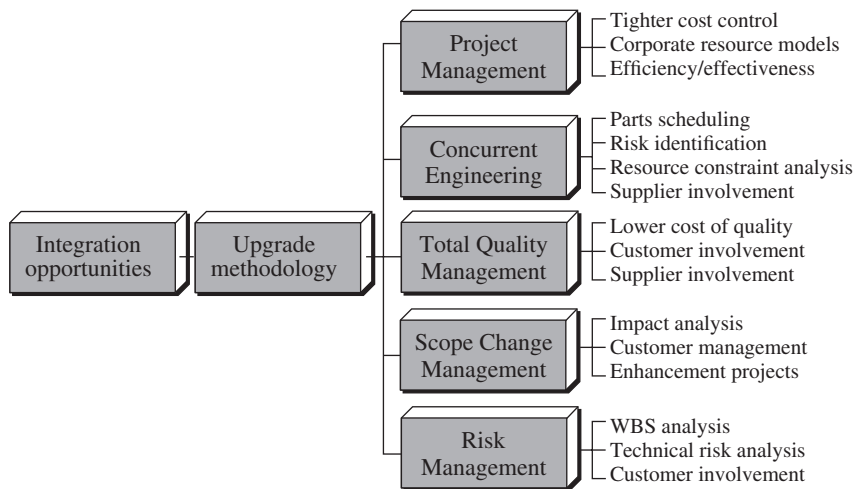 Integration
opportunities
Upgrade
methodology
Project
Management
Tighter cost control
Corporate resource models
Efficiency/effectiveness
Concurrent
Engineering
Parts scheduling
Risk identification
Resource constraint analysis
Supplier involvement
Total Quality
Management
Lower cost of quality
Customer involvement
Supplier involvement
Scope Change
Management
Impact analysis
Customer management
Enhancement projects
Risk
Management
WBS analysis
Technical risk analysis
Customer involvement